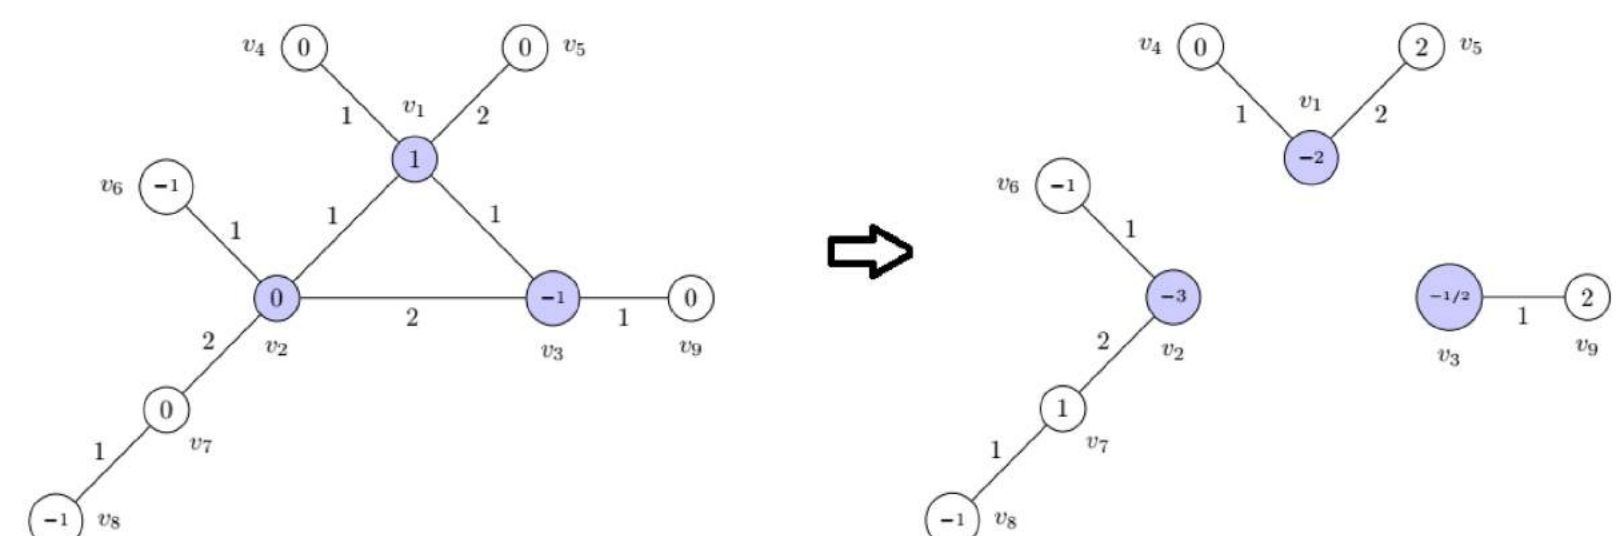 v₄ 0 0 v₅ v₄ 0 2 v₅
1 v₁ 2 1 v₁ 2
1 −2
v₆ −1 v₆ −1
1 1 1 1
0 −1 0 −3 −1/2 2
2 1 1
2 v₂ v₃ v₉ 2 v₂ v₃ v₉
0 1
1 v₇ 1 v₇
−1 v₈ −1 v₈